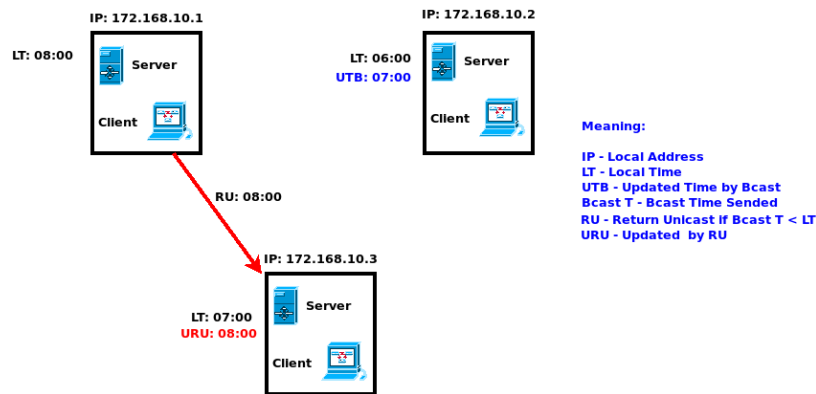 IP: 172.168.10.1
LT: 08:00
Server
Client
IP: 172.168.10.2
LT: 06:00
UTB: 07:00
Server
Client
RU: 08:00
IP: 172.168.10.3
LT: 07:00
URU: 08:00
Server
Client
Meaning:
IP - Local Address
LT - Local Time
UTB - Updated Time by Bcast
Bcast T - Bcast Time Sended
RU - Return Unicast if Bcast T < LT
URU - Updated by RU